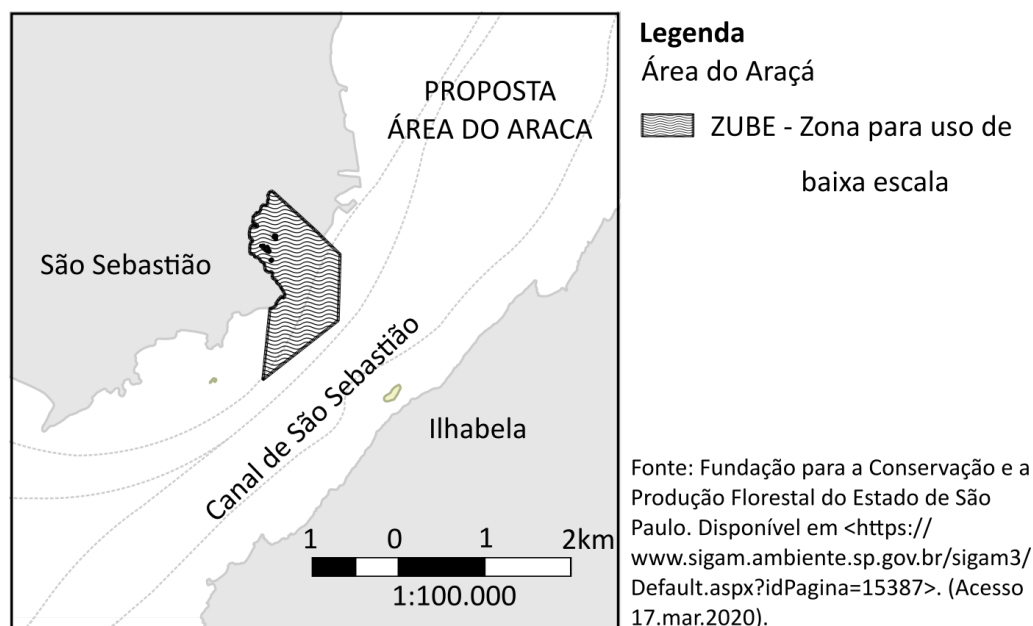 PROPOSTA
ÁREA DO ARACA
São Sebastião
Canal de São Sebastião
Ilhabela
1 0 1 2km
1:100.000
Legenda
Área do Araçá
ZUBE - Zona para uso de
baixa escala
Fonte: Fundação para a Conservação e a
Produção Florestal do Estado de São
Paulo. Disponível em <https://
www.sigam.ambiente.sp.gov.br/sigam3/
Default.aspx?idPagina=15387>. (Acesso
17.mar.2020).